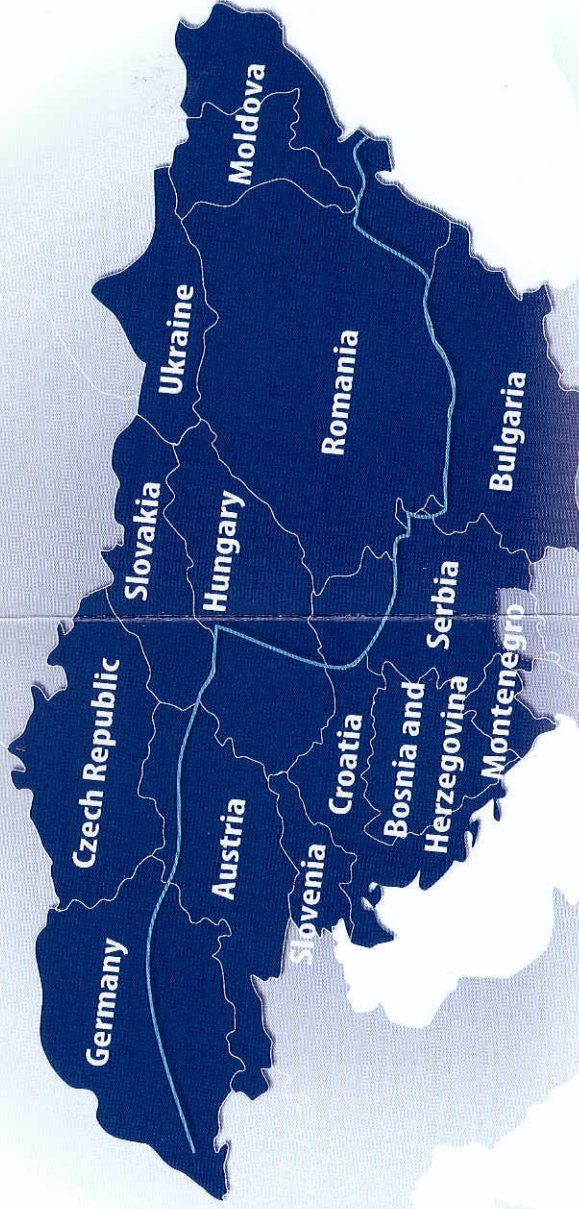 Germany
Czech Republic
Slovakia
Ukraine
Moldova
Austria
Hungary
Romania
Slovenia
Croatia
Bosnia and
Herzegovina
Serbia
Montenegro
Bulgaria